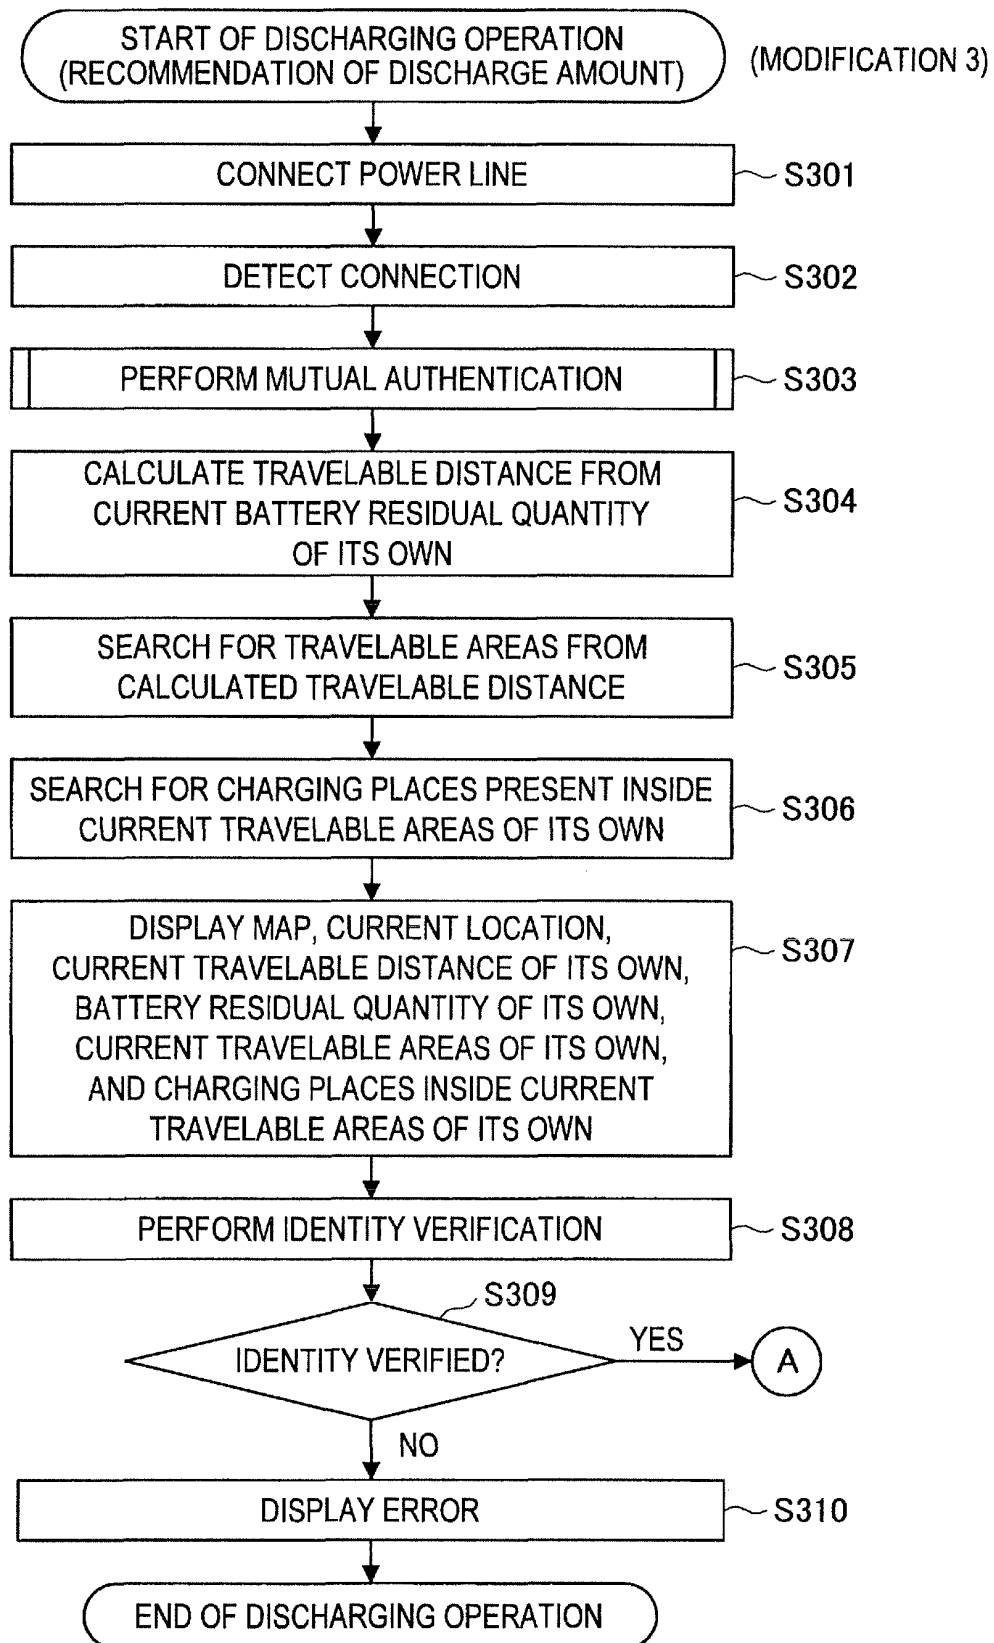 START OF DISCHARGING OPERATION
(RECOMMENDATION OF DISCHARGE AMOUNT)
(MODIFICATION 3)
CONNECT POWER LINE
S301
DETECT CONNECTION
S302
PERFORM MUTUAL AUTHENTICATION
S303
CALCULATE TRAVELABLE DISTANCE FROM
CURRENT BATTERY RESIDUAL QUANTITY
OF ITS OWN
S304
SEARCH FOR TRAVELABLE AREAS FROM
CALCULATED TRAVELABLE DISTANCE
S305
SEARCH FOR CHARGING PLACES PRESENT INSIDE
CURRENT TRAVELABLE AREAS OF ITS OWN
S306
DISPLAY MAP, CURRENT LOCATION,
CURRENT TRAVELABLE DISTANCE OF ITS OWN,
BATTERY RESIDUAL QUANTITY OF ITS OWN,
CURRENT TRAVELABLE AREAS OF ITS OWN,
AND CHARGING PLACES INSIDE CURRENT
TRAVELABLE AREAS OF ITS OWN
S307
PERFORM IDENTITY VERIFICATION
S308
S309
IDENTITY VERIFIED?
YES
A
NO
DISPLAY ERROR
S310
END OF DISCHARGING OPERATION